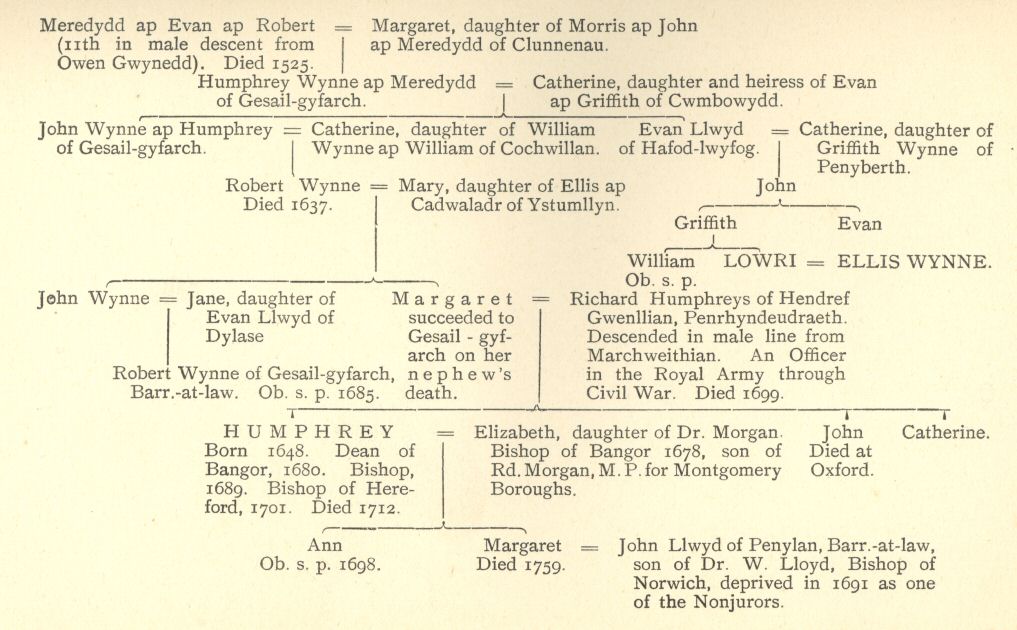 Meredydd ap Evan ap Robert = Margaret, daughter of Morris ap John
(11th in male descent from ap Meredydd of Clunnenau.
Owen Gwynedd). Died 1525.
Humphrey Wynne ap Meredydd = Catherine, daughter and heiress of Evan
of Gesail-gyfarch. ap Griffith of Cwmbowydd.
John Wynne ap Humphrey = Catherine, daughter of William Evan Llwyd = Catherine, daughter of
of Gesail-gyfarch. Wynne ap William of Cochwillan. of Hafod-lwyfog. Griffith Wynne of
Penyberth.
Robert Wynne = Mary, daughter of Ellis ap John
Died 1637. Cadwaladr of Ystumllyn.
Griffith Evan
William LOWRI = ELLIS WYNNE.
Ob. s. p.
John Wynne = Jane, daughter of Margaret = Richard Humphreys of Hendref
Evan Llwyd of succeeded to Gwenllian, Penrhyndeudraeth.
Dylase Gesail-gyf- Descended in male line from
arch on her Marchweithian. An Officer
Robert Wynne of Gesail-gyfarch, nephew's in the Royal Army through
Barr.-at-law. Ob. s. p. 1685. death. Civil War. Died 1699.
HUMPHREY = Elizabeth, daughter of Dr. Morgan. John Catherine.
Born 1648. Dean of Bishop of Bangor 1678, son of Died at
Bangor, 1680. Bishop, Rd. Morgan, M.P. for Montgomery Oxford.
1689. Bishop of Here- Boroughs.
ford, 1701. Died 1712.
Ann Margaret = John Llwyd of Penylan, Barr.-at-law,
Ob. s. p. 1698. Died 1759. son of Dr. W. Lloyd, Bishop of
Norwich, deprived in 1691 as one
of the Nonjurors.